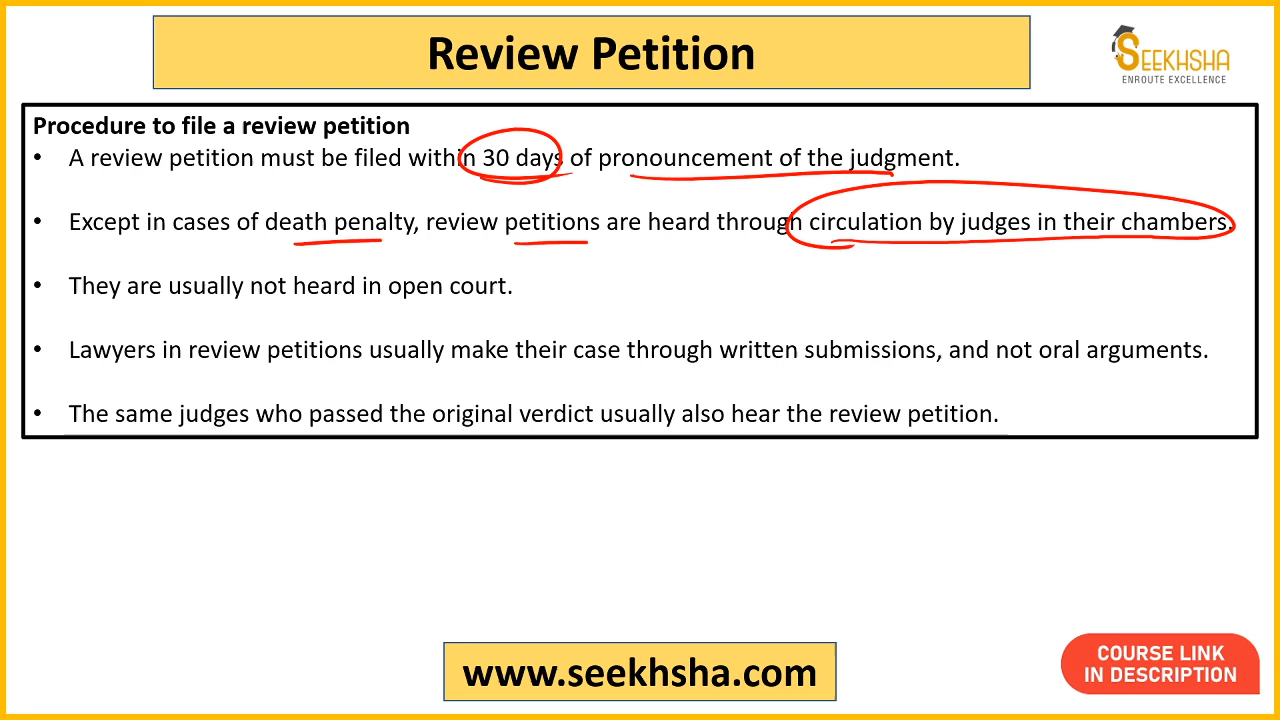 Review Petition
SEEKHSHA
ENROUTE EXCELLENCE
Procedure to file a review petition
• A review petition must be filed within 30 days of pronouncement of the judgment.
• Except in cases of death penalty, review petitions are heard through circulation by judges in their chambers.
• They are usually not heard in open court.
• Lawyers in review petitions usually make their case through written submissions, and not oral arguments.
• The same judges who passed the original verdict usually also hear the review petition.
www.seekhsha.com
COURSE LINK
IN DESCRIPTION